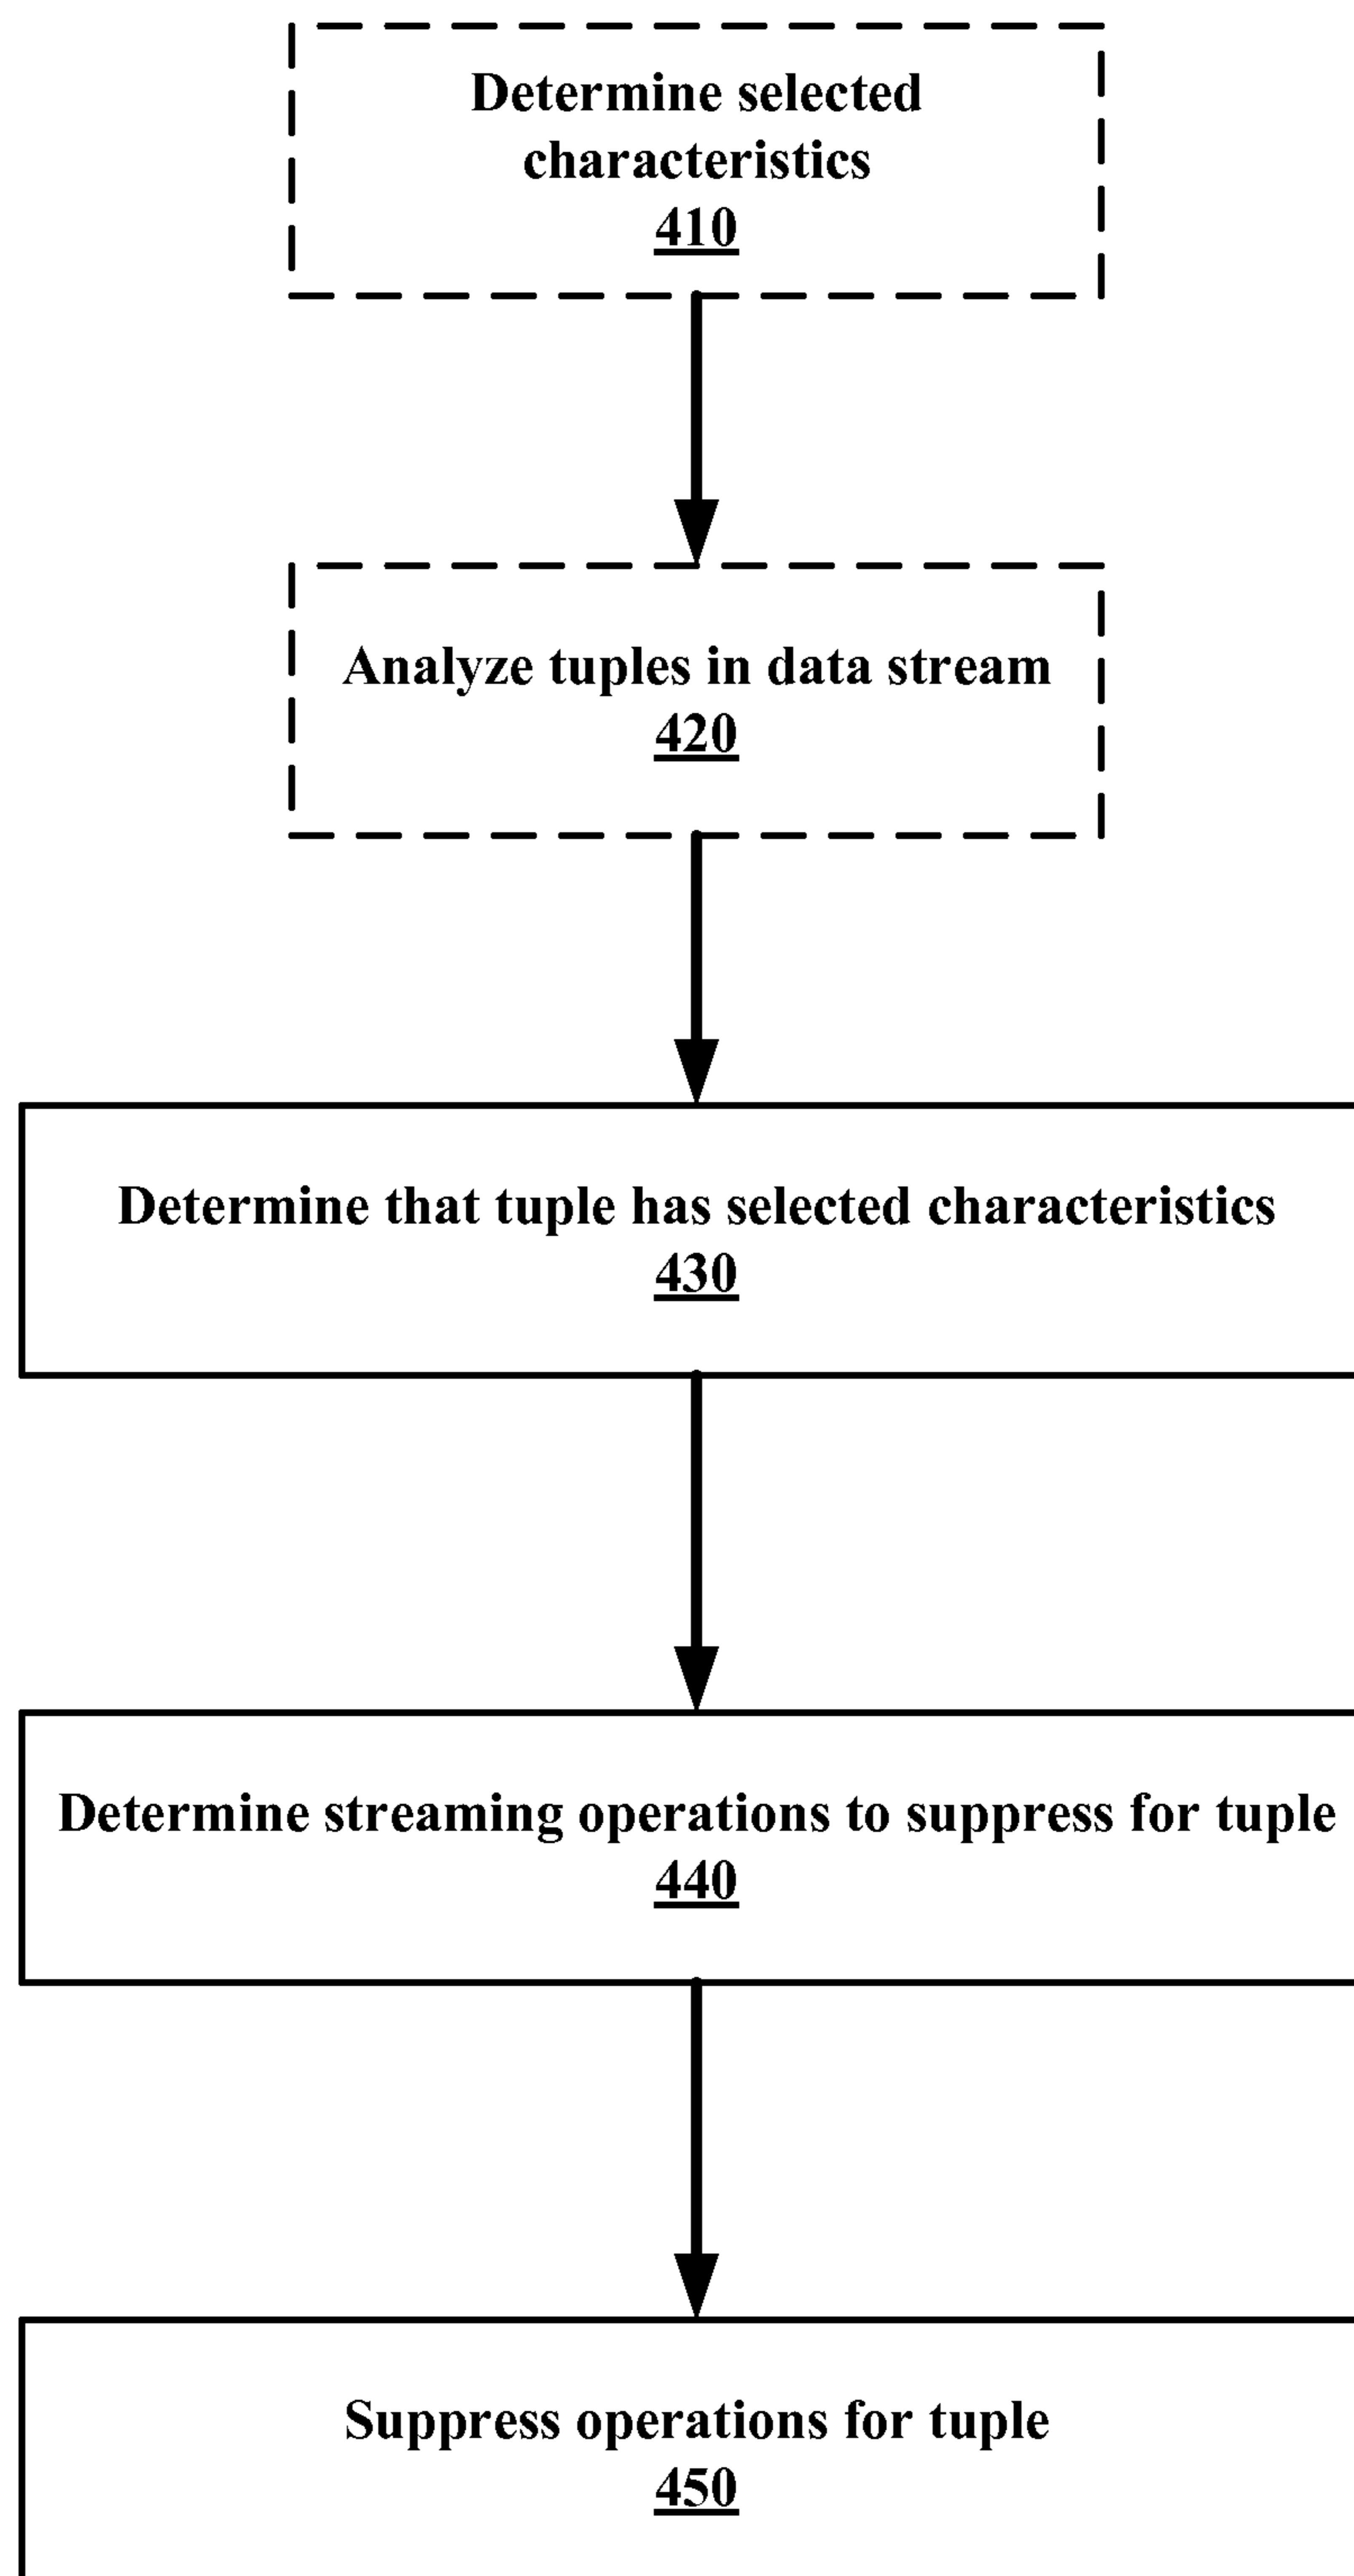 Determine selected
characteristics
410
Analyze tuples in data stream
420
Determine that tuple has selected characteristics
430
Determine streaming operations to suppress for tuple
440
Suppress operations for tuple
450